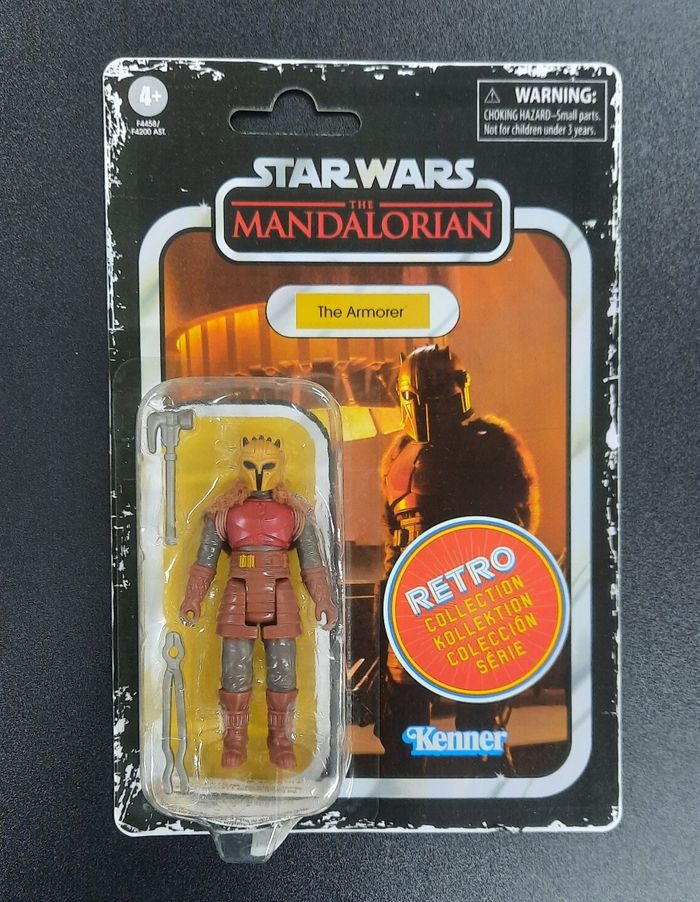 4+
F4458/
F4200 AST.
WARNING:
CHOKING HAZARD–Small parts.
Not for children under 3 years.
STAR WARS
THE
MANDALORIAN
The Armorer
RETRO
COLLECTION
KOLLEKTION
COLECCIÓN
SÉRIE
Kenner